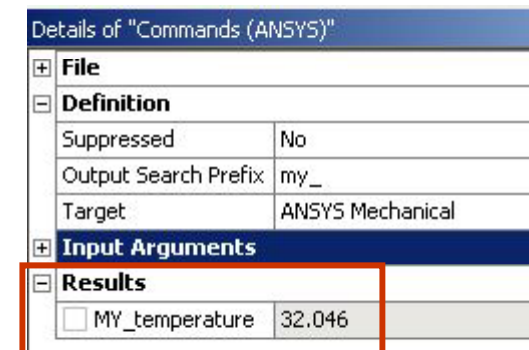 Details of "Commands (ANSYS)"
File
Definition
Suppressed No
Output Search Prefix my_
Target ANSYS Mechanical
Input Arguments
Results
MY_temperature 32.046